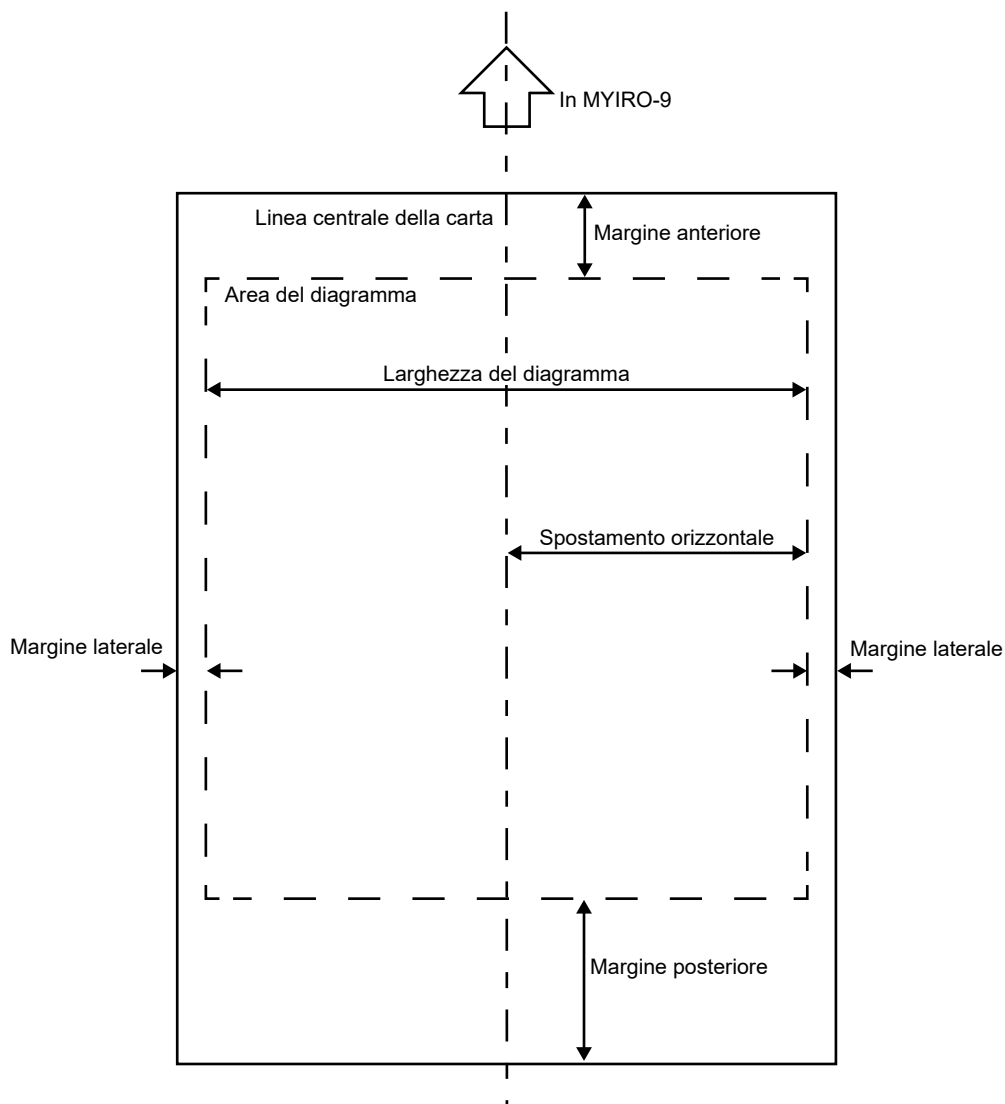 In MYIRO-9
Linea centrale della carta
Margine anteriore
Area del diagramma
Larghezza del diagramma
Spostamento orizzontale
Margine laterale
Margine laterale
Margine posteriore